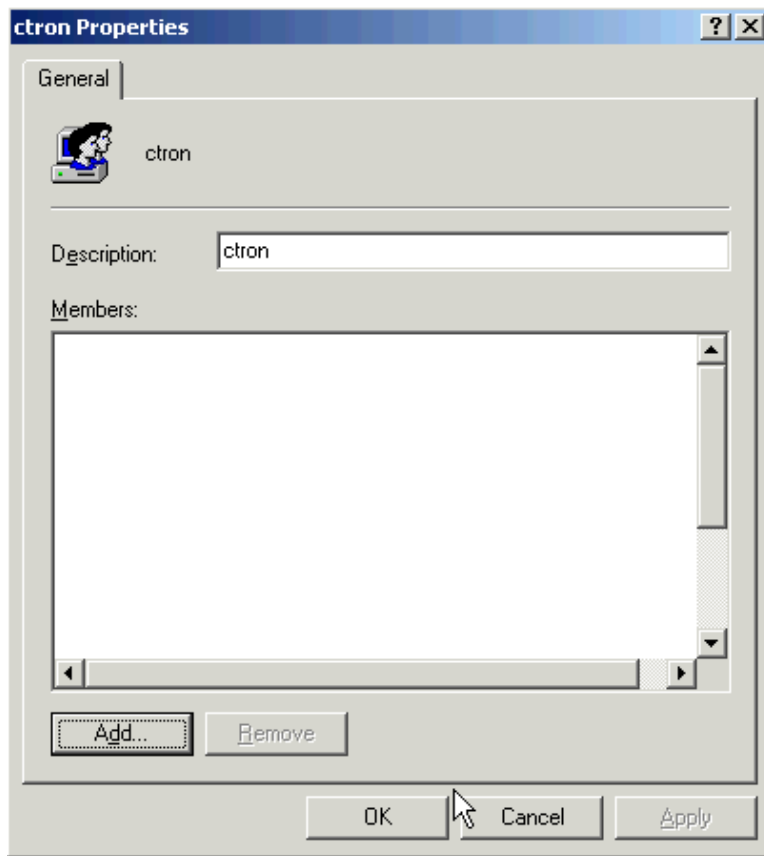 ctron Properties
General
ctron
Description: ctron
Members:
Add... Remove
OK Cancel Apply